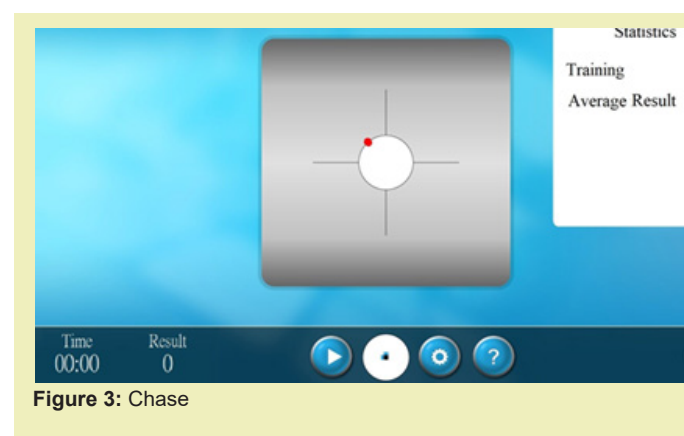 Statistics
Training
Average Result
Time
Result
00:00
0
?
Figure 3: Chase